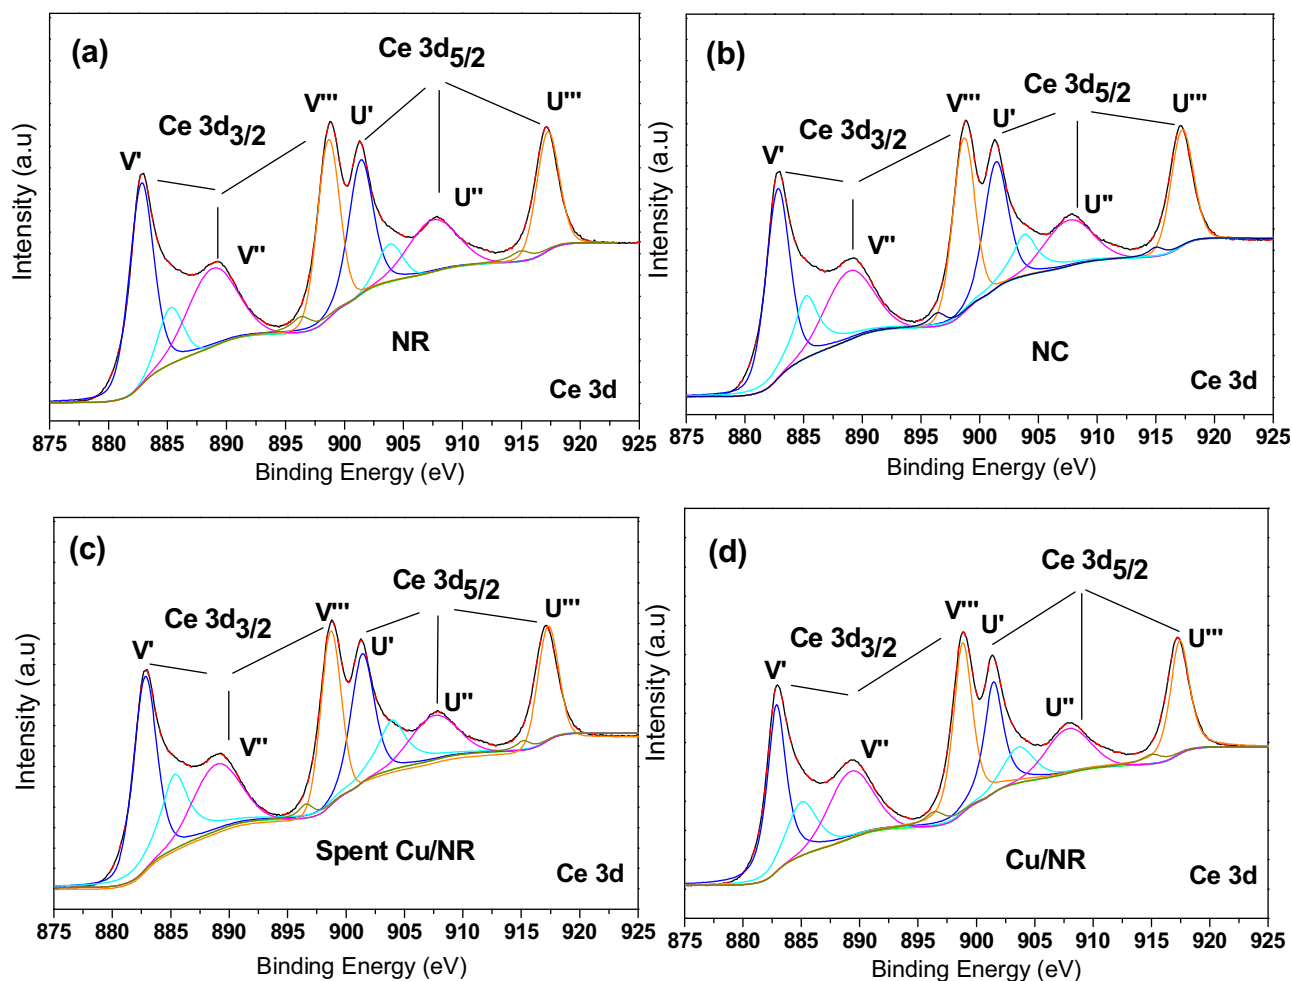 (a)
Ce 3d5/2
V'''
U'
U'''
Ce 3d3/2
V'
U''
V''
NR
Ce 3d
Intensity (a.u)
875 880 885 890 895 900 905 910 915 920 925
Binding Energy (eV)
(b)
Ce 3d5/2
V'''
U'
U'''
Ce 3d3/2
V'
U''
V''
NC
Ce 3d
Intensity (a.u)
875 880 885 890 895 900 905 910 915 920 925
Binding Energy (eV)
(c)
Ce 3d5/2
V'''
U'''
Ce 3d3/2
V'
U'
U''
V''
Spent Cu/NR
Ce 3d
Intensity (a.u)
875 880 885 890 895 900 905 910 915 920 925
Binding Energy (eV)
(d)
Ce 3d5/2
V'''
U'
U'''
Ce 3d3/2
V'
U''
V''
Cu/NR
Ce 3d
Intensity (a.u)
875 880 885 890 895 900 905 910 915 920 925
Binding Energy (eV)